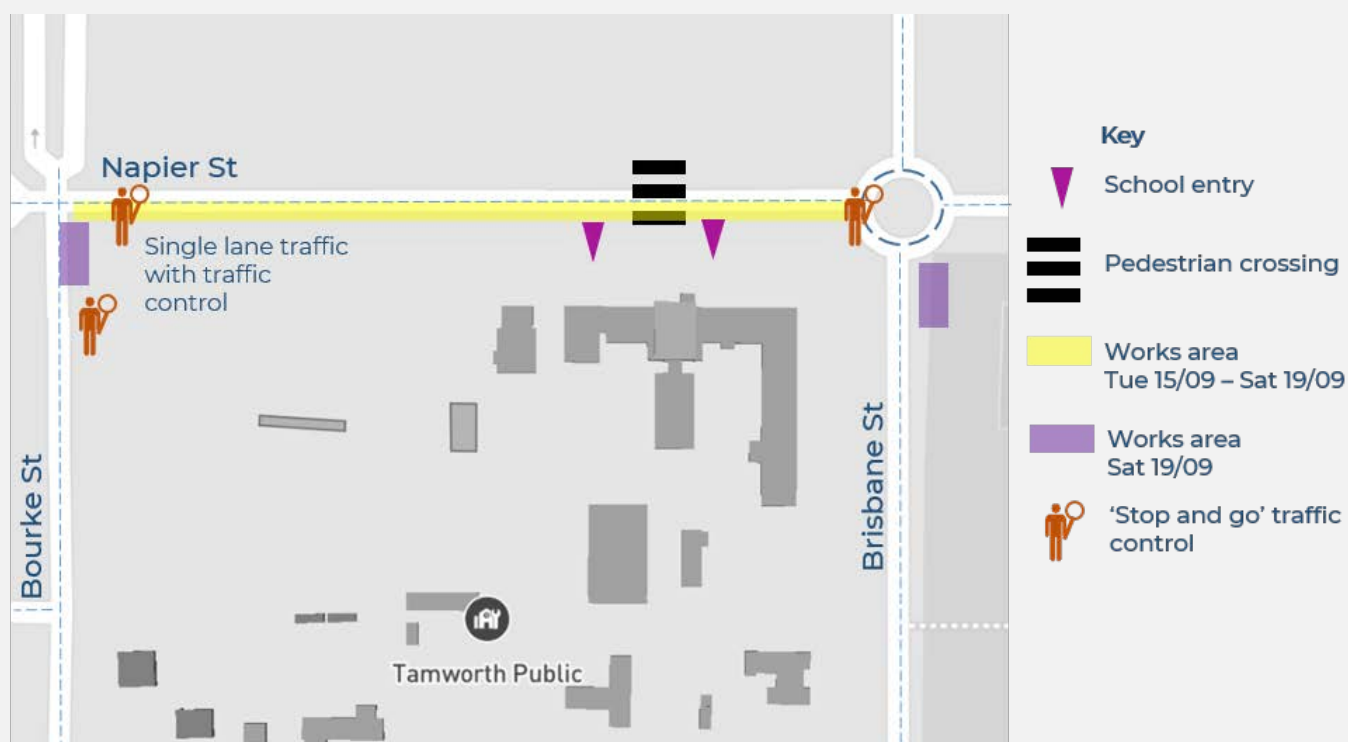 Napier St
Single lane traffic
with traffic
control
Bourke St
Brisbane St
Tamworth Public
Key
School entry
Pedestrian crossing
Works area
Tue 15/09 – Sat 19/09
Works area
Sat 19/09
‘Stop and go’ traffic
control